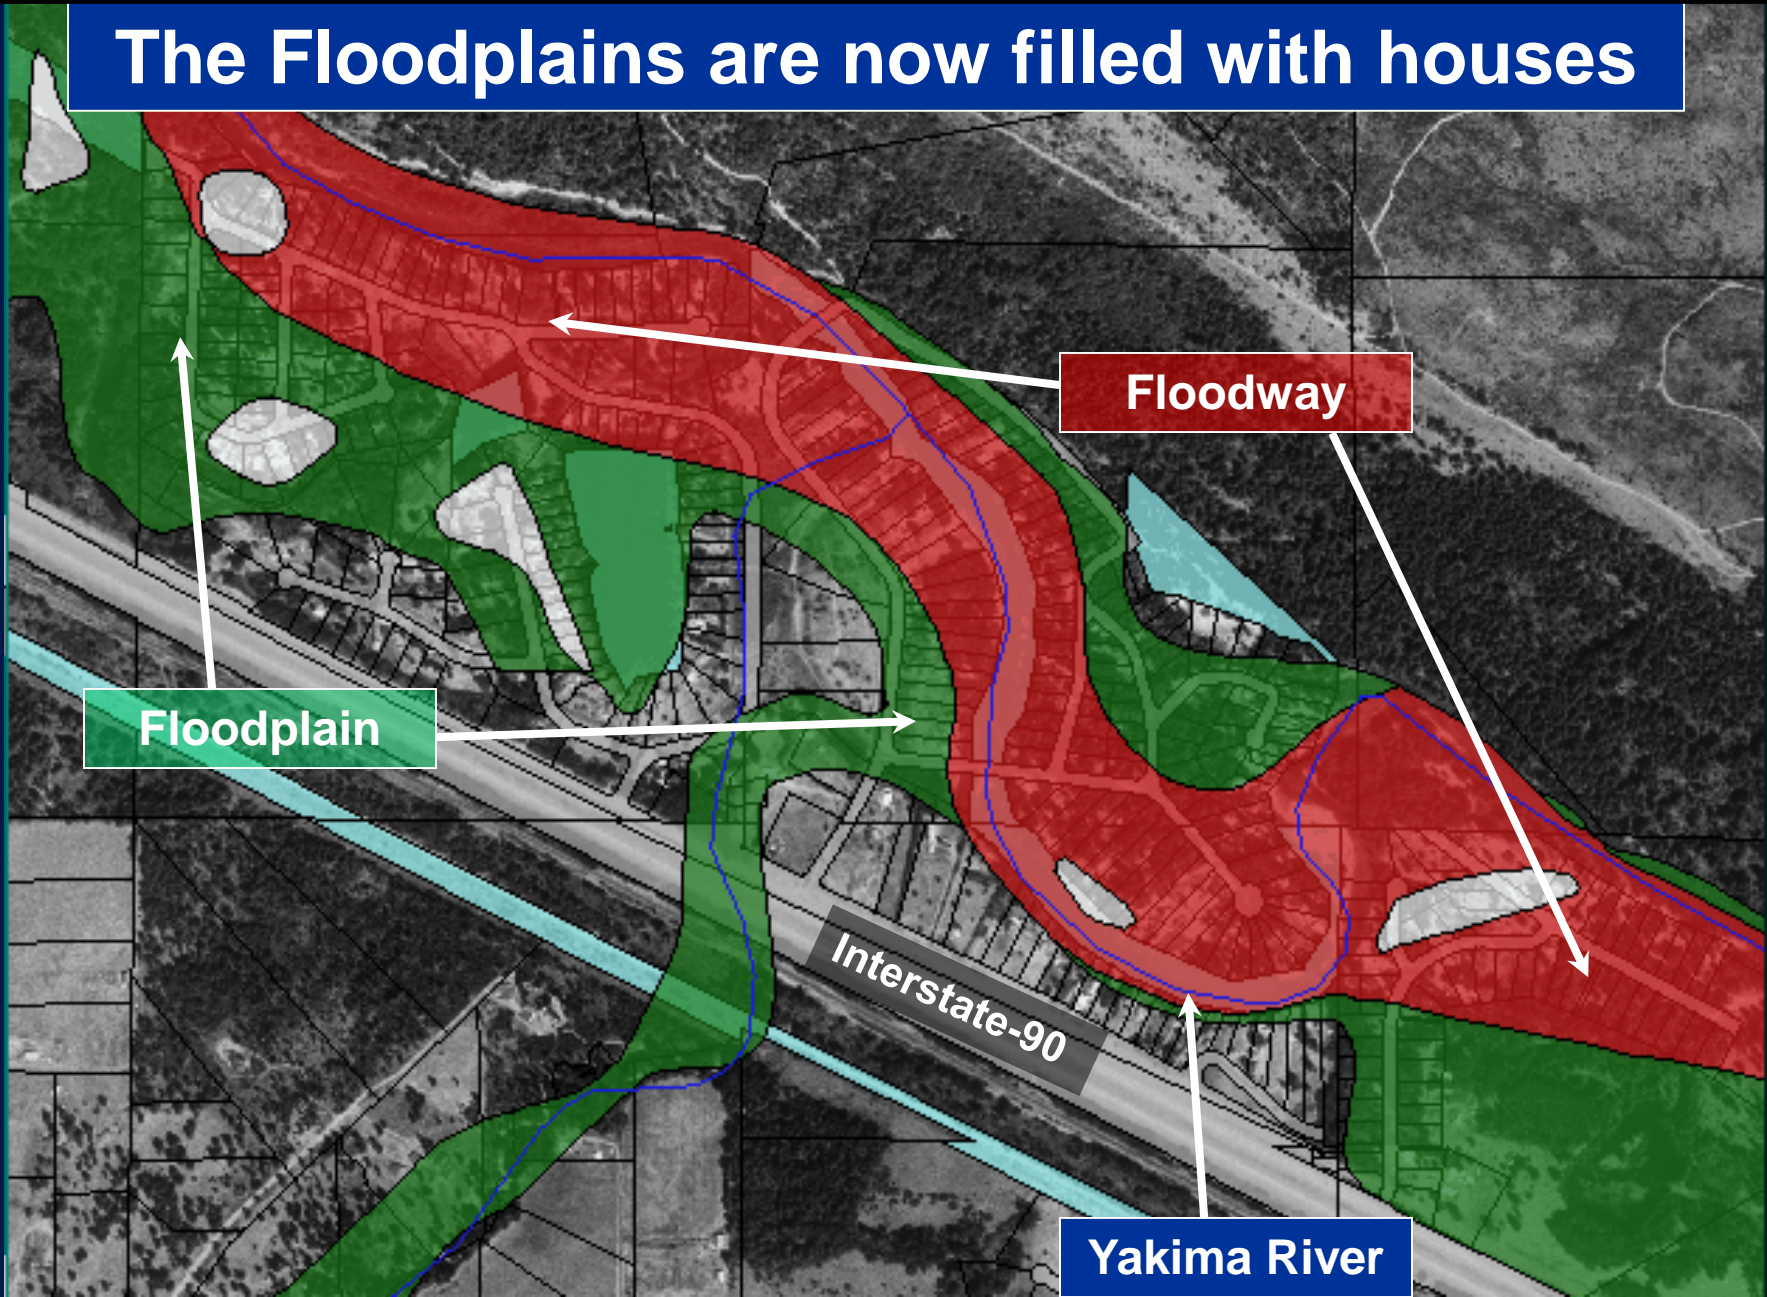 The Floodplains are now filled with houses
Floodway
Floodplain
Interstate-90
Yakima River